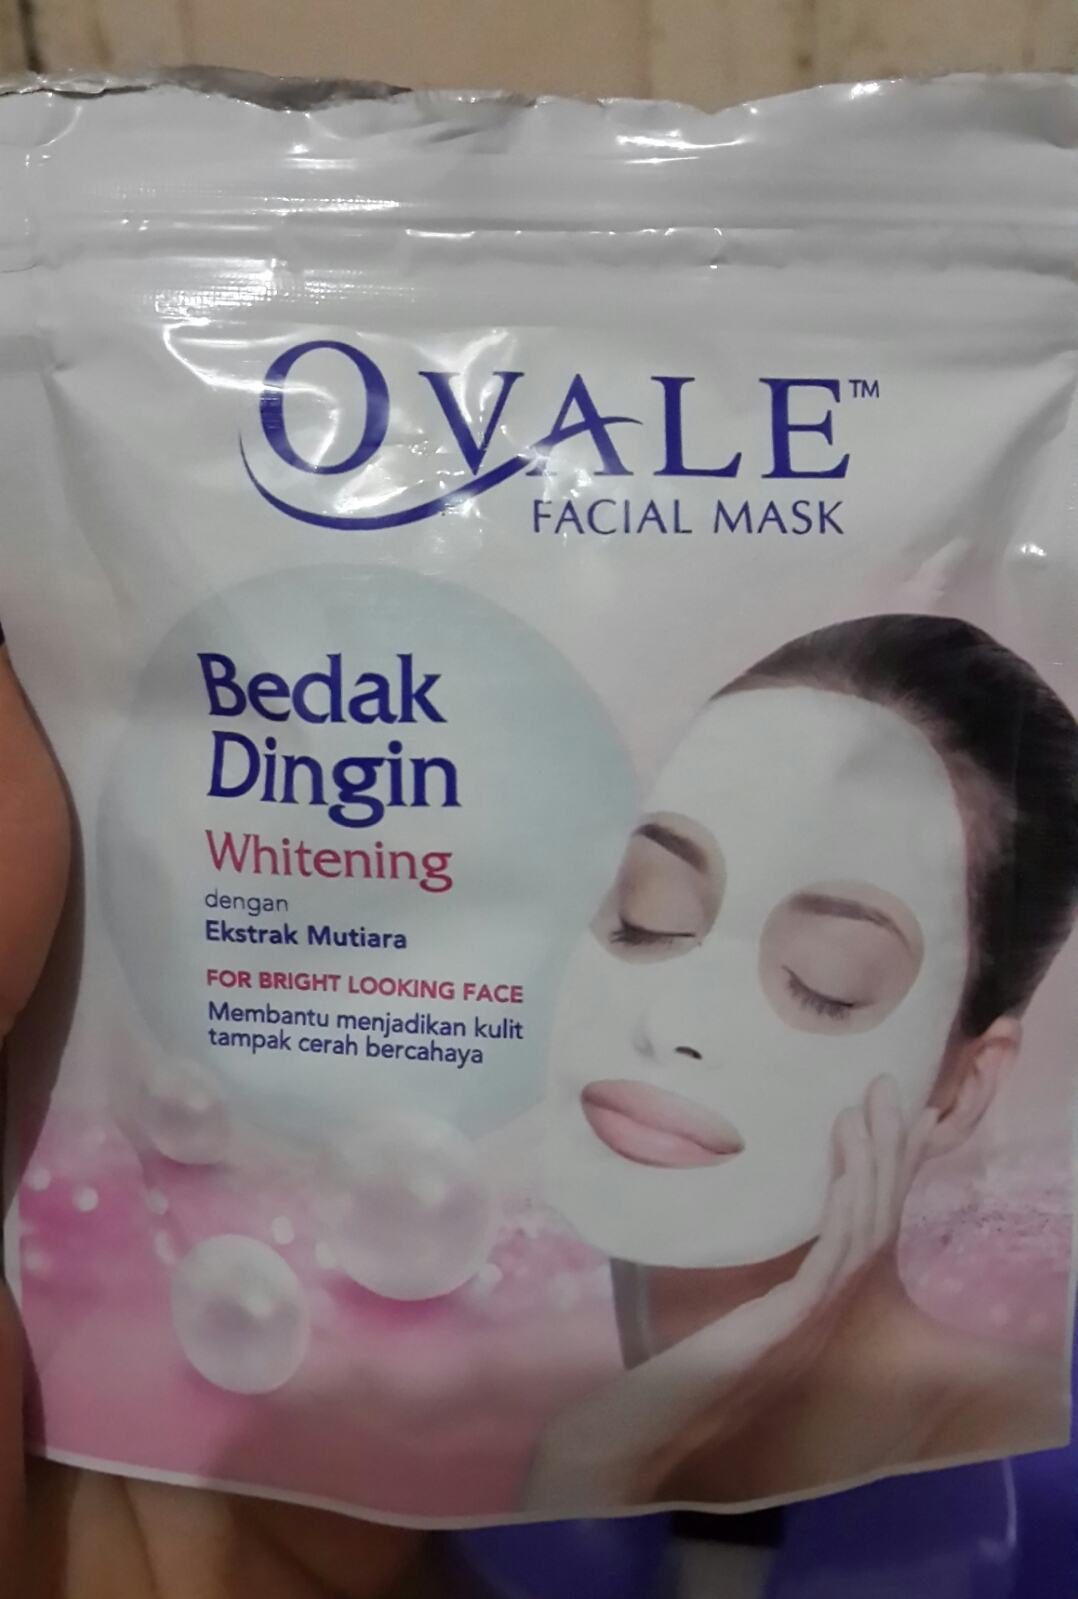 OVALE™
FACIAL MASK
Bedak
Dingin
Whitening
dengan
Ekstrak Mutiara
FOR BRIGHT LOOKING FACE
Membantu menjadikan kulit
tampak cerah bercahaya